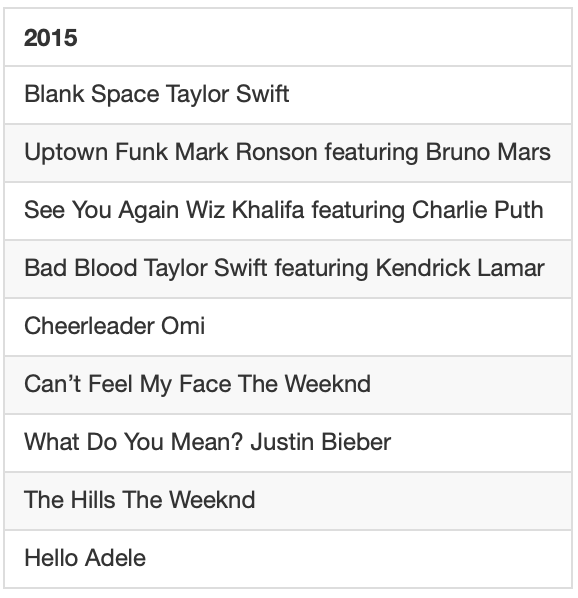 2015
Blank Space Taylor Swift
Uptown Funk Mark Ronson featuring Bruno Mars
See You Again Wiz Khalifa featuring Charlie Puth
Bad Blood Taylor Swift featuring Kendrick Lamar
Cheerleader Omi
Can’t Feel My Face The Weeknd
What Do You Mean? Justin Bieber
The Hills The Weeknd
Hello Adele